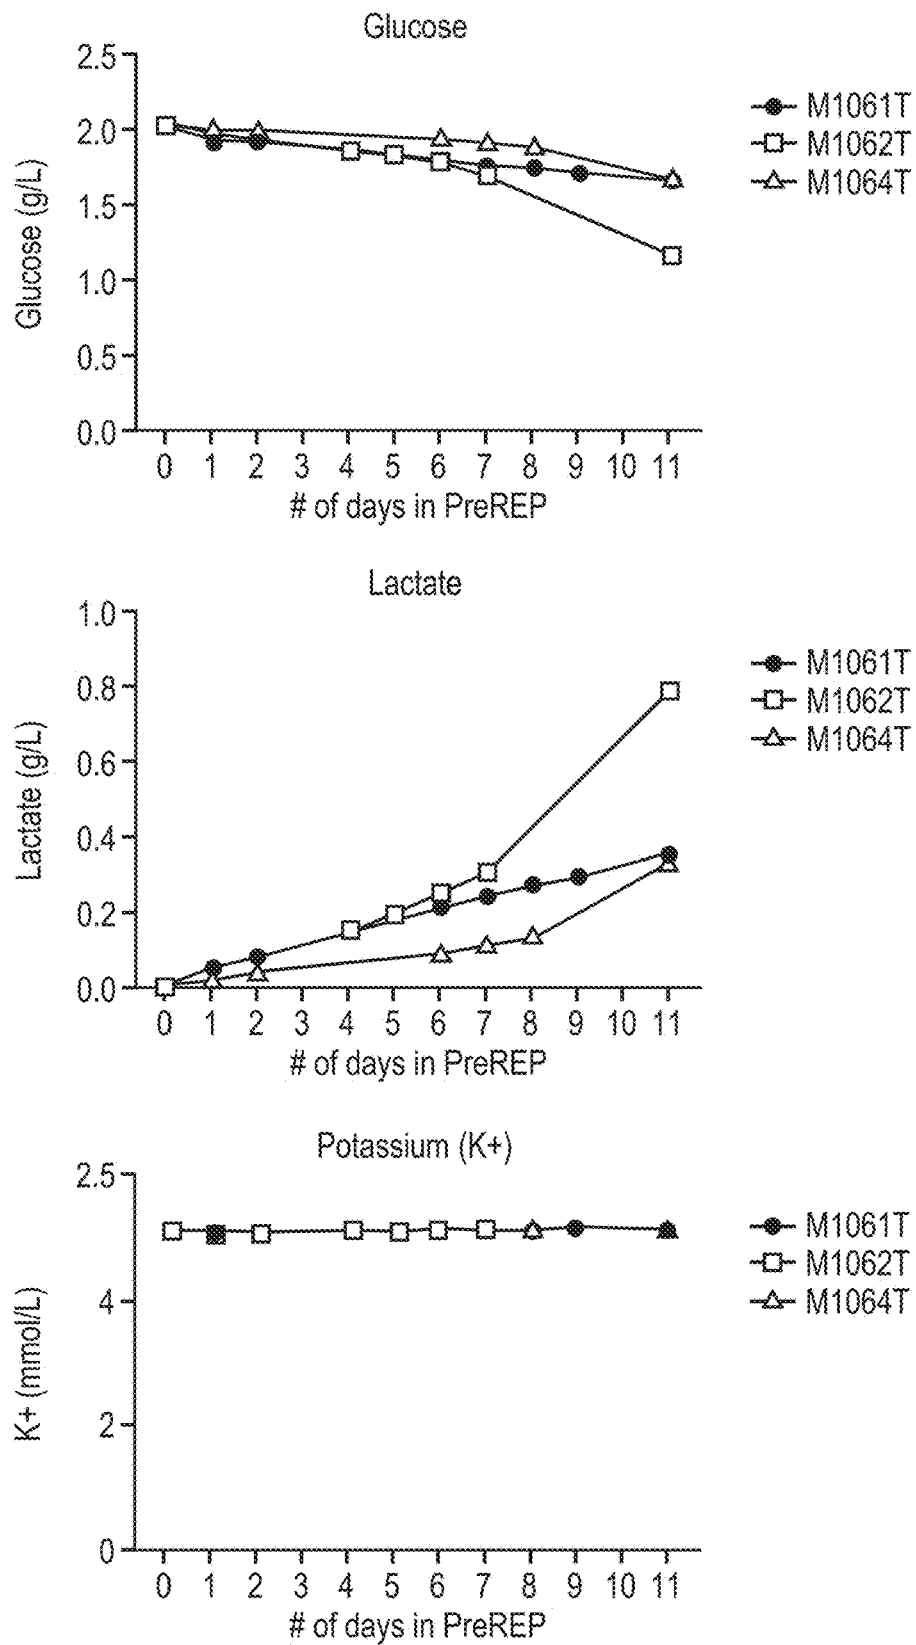 Glucose
2.5
2.0
1.5
1.0
0.5
0.0
Glucose (g/L)
0 1 2 3 4 5 6 7 8 9 10 11
# of days in PreREP
M1061T
M1062T
M1064T
Lactate
1.0
0.8
0.6
0.4
0.2
0.0
Lactate (g/L)
0 1 2 3 4 5 6 7 8 9 10 11
# of days in PreREP
M1061T
M1062T
M1064T
Potassium (K+)
2.5
4
2
0
K+ (mmol/L)
0 1 2 3 4 5 6 7 8 9 10 11
# of days in PreREP
M1061T
M1062T
M1064T